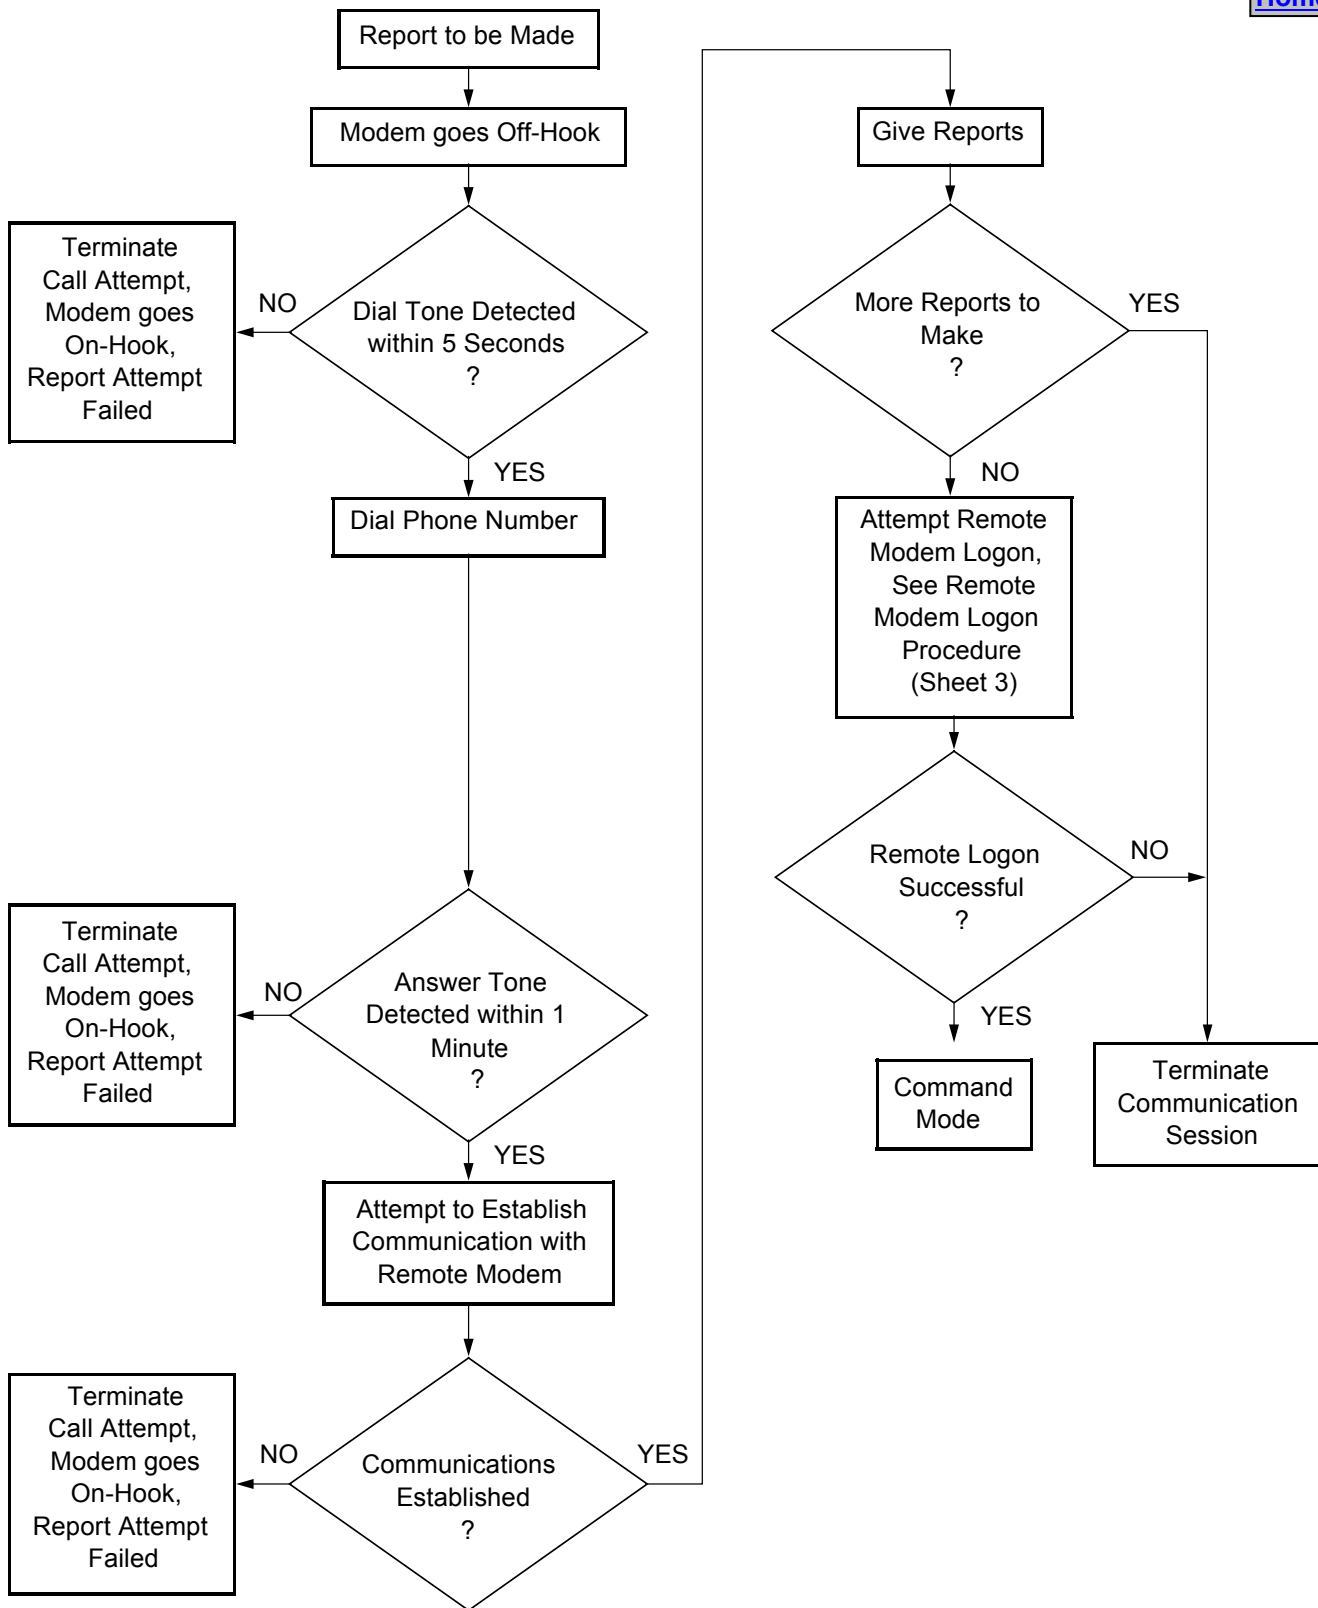 Home
Report to be Made
Modem goes Off-Hook
Terminate
Call Attempt,
Modem goes
On-Hook,
Report Attempt
Failed
NO
Dial Tone Detected
within 5 Seconds
?
YES
Dial Phone Number
Terminate
Call Attempt,
Modem goes
On-Hook,
Report Attempt
Failed
NO
Answer Tone
Detected within 1
Minute
?
YES
Attempt to Establish
Communication with
Remote Modem
Terminate
Call Attempt,
Modem goes
On-Hook,
Report Attempt
Failed
NO
Communications
Established
?
YES
Give Reports
More Reports to
Make
?
YES
NO
Attempt Remote
Modem Logon,
See Remote
Modem Logon
Procedure
(Sheet 3)
Remote Logon
Successful
?
NO
YES
Command
Mode
Terminate
Communication
Session